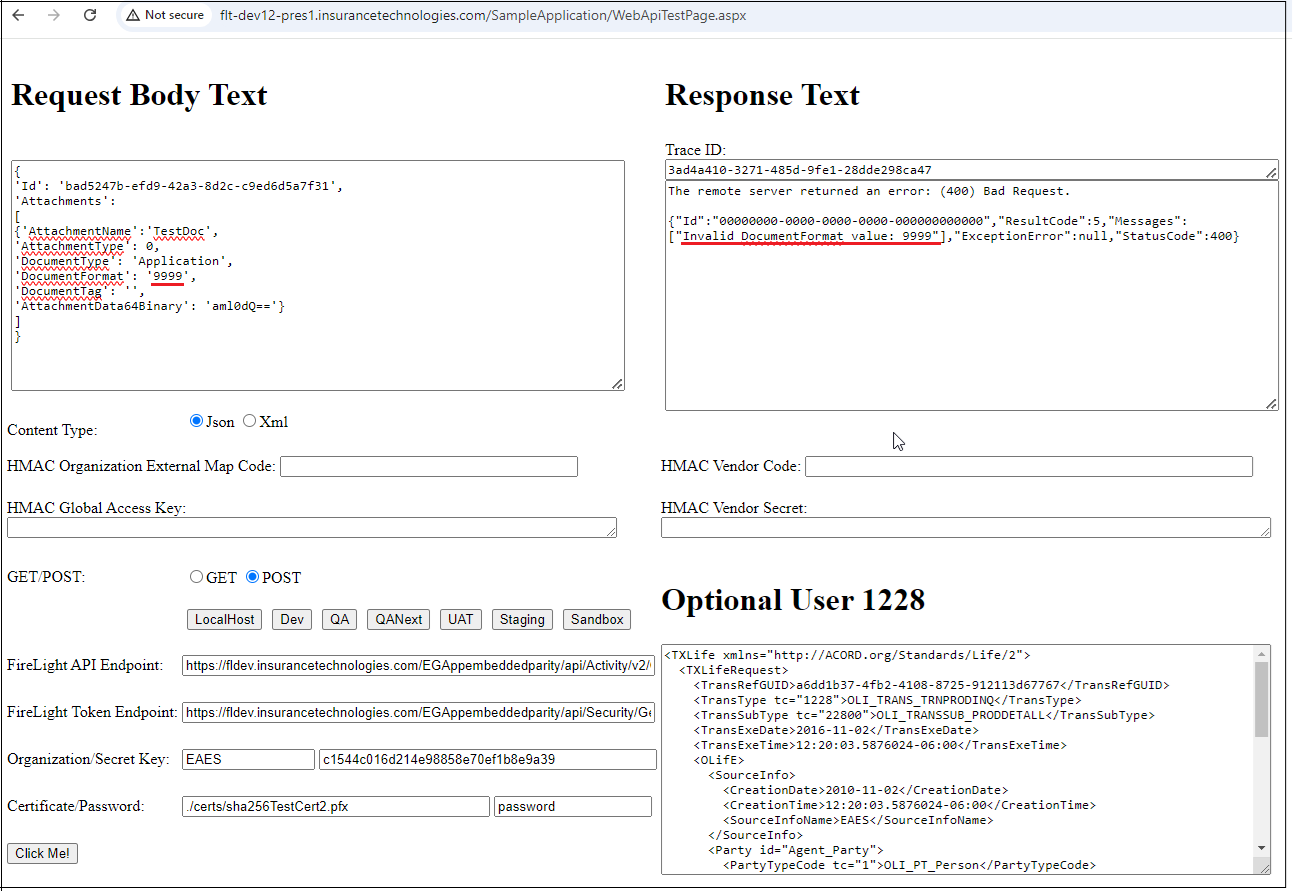 Not secure flt-dev12-pres1.insurancetechnologies.com/SampleApplication/WebApiTestPage.aspx
Request Body Text
{
'Id': 'bad5247b-efd9-42a3-8d2c-c9ed6d5a7f31',
'Attachments':
[
{'AttachmentName':'TestDoc',
'AttachmentType': 0,
'DocumentType': 'Application',
'DocumentFormat': '9999',
'DocumentTag': '',
'AttachmentData64Binary': 'aml0dQ=='}
]
}
Response Text
Trace ID:
3ad4a410-3271-485d-9fe1-28dde298ca47
The remote server returned an error: (400) Bad Request.
{"Id":"00000000-0000-0000-0000-000000000000","ResultCode":5,"Messages":
["Invalid DocumentFormat value: 9999"],"ExceptionError":null,"StatusCode":400}
Content Type: Json Xml
HMAC Organization External Map Code:
HMAC Vendor Code:
HMAC Global Access Key:
HMAC Vendor Secret:
GET/POST: GET POST
LocalHost Dev QA QANext UAT Staging Sandbox
FireLight API Endpoint: https://fldev.insurancetechnologies.com/EGAppembeddedparity/api/Activity/v2/
FireLight Token Endpoint: https://fldev.insurancetechnologies.com/EGAppembeddedparity/api/Security/Ge
Organization/Secret Key: EAES c1544c016d214e98858e70ef1b8e9a39
Certificate/Password: ./certs/sha256TestCert2.pfx password
Click Me!
Optional User 1228
<TXLife xmlns="http://ACORD.org/Standards/Life/2">
<TXLifeRequest>
<TransRefGUID>a6dd1b37-4fb2-4108-8725-912113d67767</TransRefGUID>
<TransType tc="1228">OLI_TRANS_TRNPRODINQ</TransType>
<TransSubType tc="22800">OLI_TRANSSUB_PRODDETALL</TransSubType>
<TransExeDate>2016-11-02</TransExeDate>
<TransExeTime>12:20:03.5876024-06:00</TransExeTime>
<OLifE>
<SourceInfo>
<CreationDate>2010-11-02</CreationDate>
<CreationTime>12:20:03.5876024-06:00</CreationTime>
<SourceInfoName>EAES</SourceInfoName>
</SourceInfo>
<Party id="Agent_Party">
<PartyTypeCode tc="1">OLI_PT_Person</PartyTypeCode>